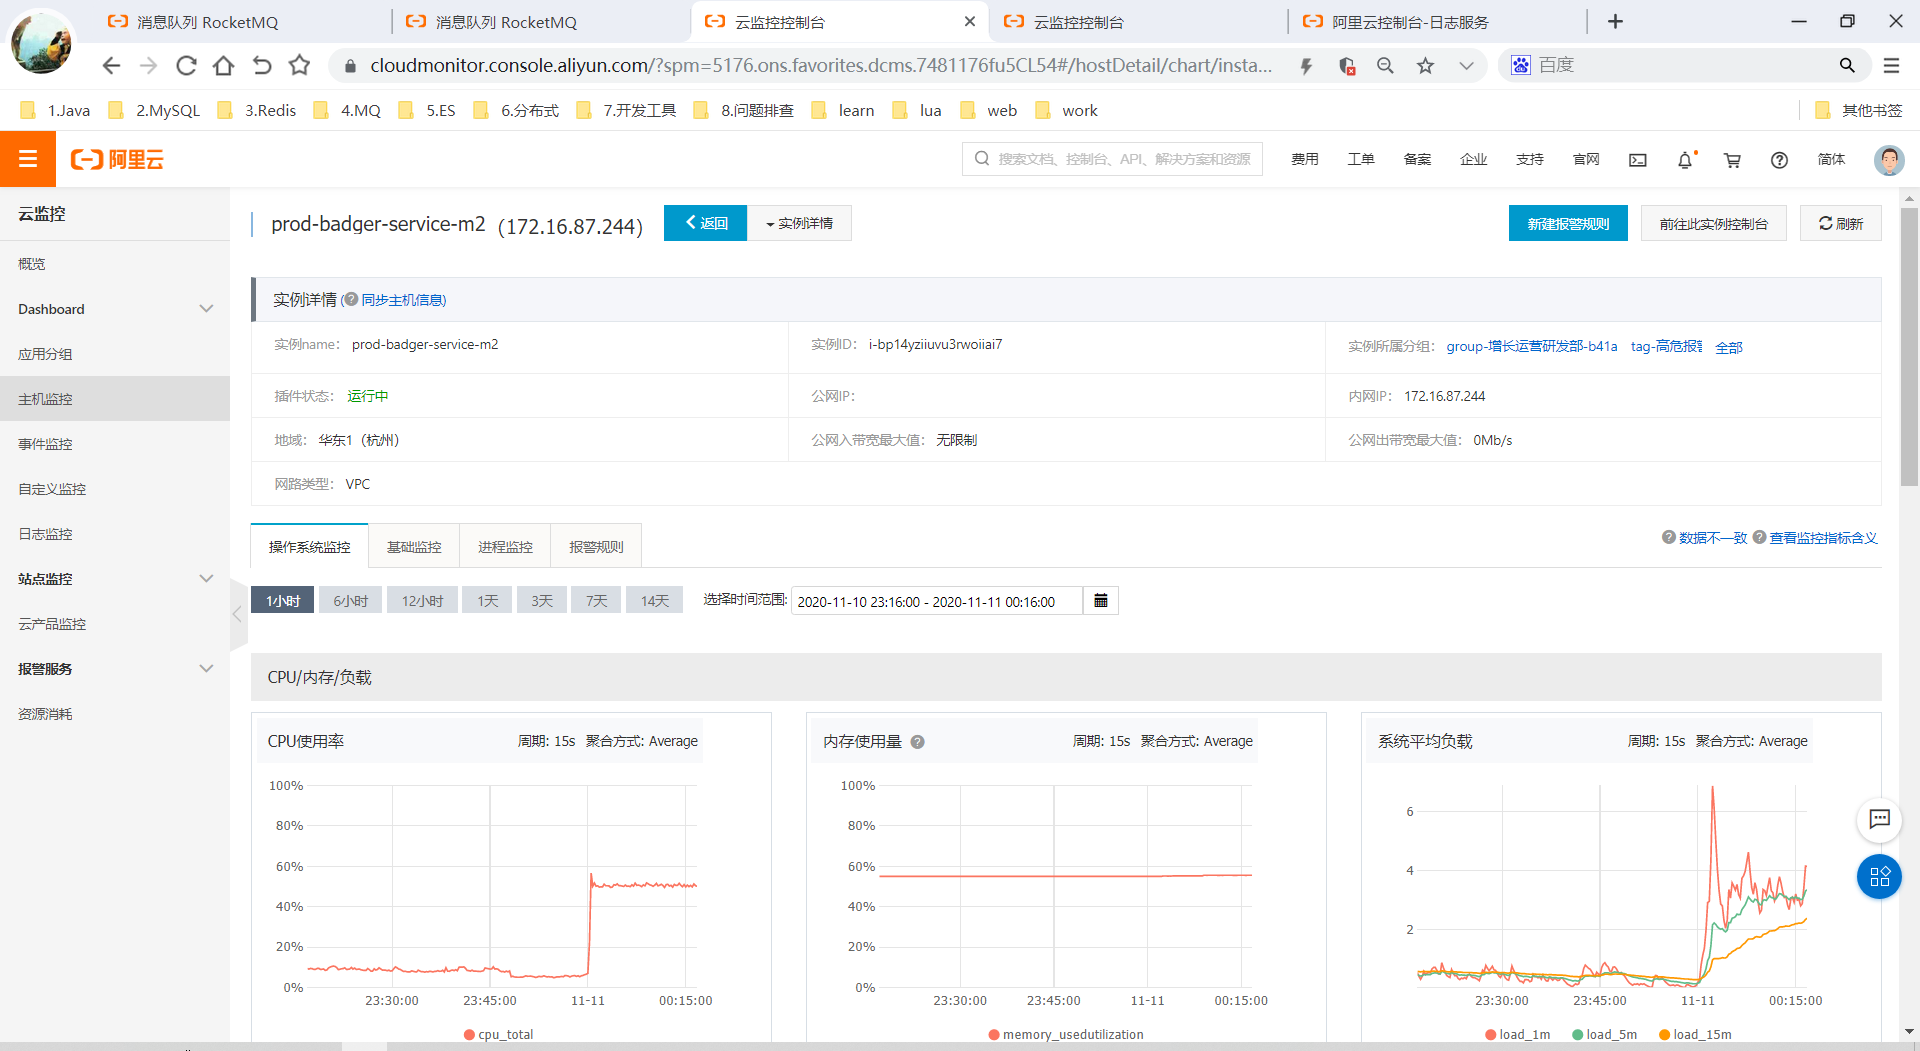 消息队列 RocketMQ
消息队列 RocketMQ
云监控控制台
云监控控制台
阿里云控制台-日志服务
cloudmonitor.console.aliyun.com/?spm=5176.ons.favorites.dcms.7481176fu5CL54#/hostDetail/chart/insta...
百度
1.Java
2.MySQL
3.Redis
4.MQ
5.ES
6.分布式
7.开发工具
8.问题排查
learn
lua
web
work
其他书签
阿里云
搜索文档、控制台、API、解决方案和资源
费用
工单
备案
企业
支持
官网
简体
云监控
概览
Dashboard
应用分组
主机监控
事件监控
自定义监控
日志监控
站点监控
云产品监控
报警服务
资源消耗
prod-badger-service-m2 (172.16.87.244)
返回
实例详情
新建报警规则
前往此实例控制台
刷新
实例详情 (同步主机信息)
实例name: prod-badger-service-m2
实例ID: i-bp14yziiuvu3rwoiiai7
实例所属分组: group-增长运营研发部-b41a tag-高危报 全部
插件状态: 运行中
公网IP:
内网IP: 172.16.87.244
地域: 华东1 (杭州)
公网入带宽最大值: 无限制
公网出带宽最大值: 0Mb/s
网路类型: VPC
操作系统监控
基础监控
进程监控
报警规则
数据不一致
查看监控指标含义
1小时
6小时
12小时
1天
3天
7天
14天
选择时间范围: 2020-11-10 23:16:00 - 2020-11-11 00:16:00
CPU/内存/负载
CPU使用率 周期: 15s 聚合方式: Average
100%
80%
60%
40%
20%
0%
23:30:00 23:45:00 11-11 00:15:00
cpu_total
内存使用量 周期: 15s 聚合方式: Average
100%
80%
60%
40%
20%
0%
23:30:00 23:45:00 11-11 00:15:00
memory_usedutilization
系统平均负载 周期: 15s 聚合方式: Average
6
4
2
23:30:00 23:45:00 11-11 00:15:00
load_1m load_5m load_15m